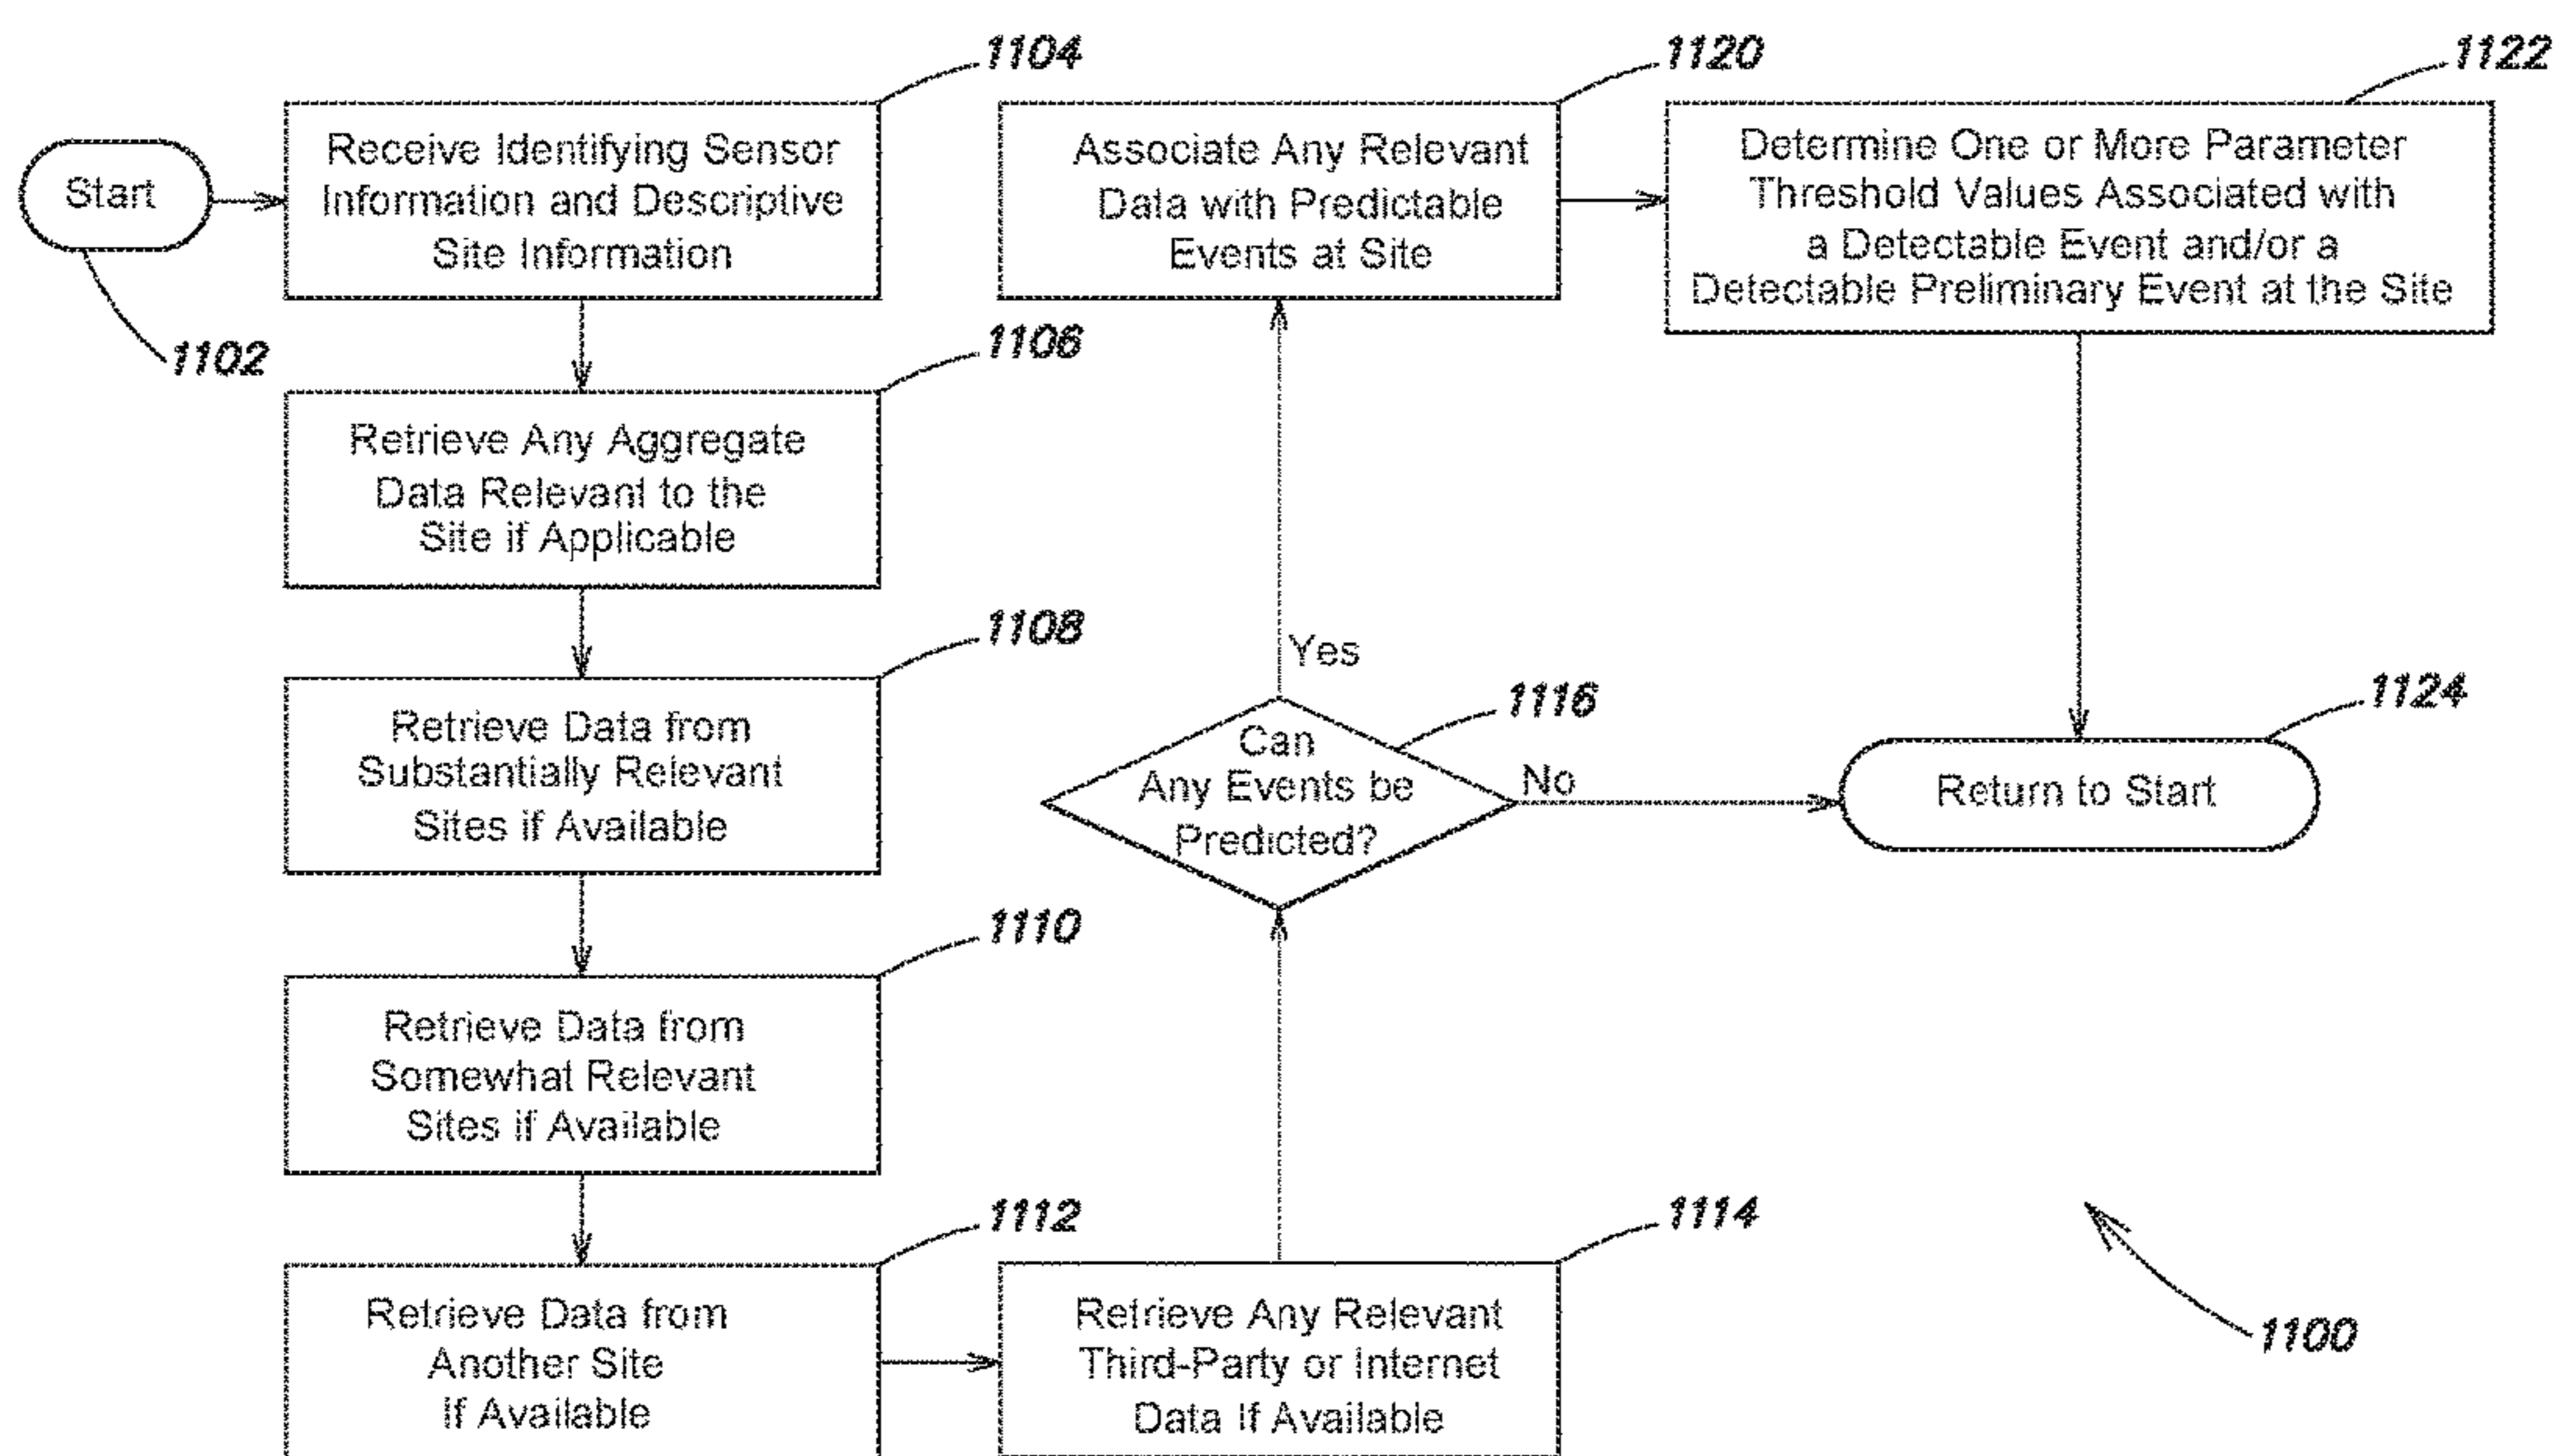 Start
1102
1104
Receive Identifying Sensor
Information and Descriptive
Site Information
1106
Retrieve Any Aggregate
Data Relevant to the
Site if Applicable
1108
Retrieve Data from
Substantially Relevant
Sites if Available
1110
Retrieve Data from
Somewhat Relevant
Sites if Available
1112
Retrieve Data from
Another Site
If Available
1114
Retrieve Any Relevant
Third-Party or Internet
Data If Available
1116
Can
Any Events be
Predicted?
Yes
No
1120
Associate Any Relevant
Data with Predictable
Events at Site
1122
Determine One or More Parameter
Threshold Values Associated with
a Detectable Event and/or a
Detectable Preliminary Event at the Site
1124
Return to Start
1100